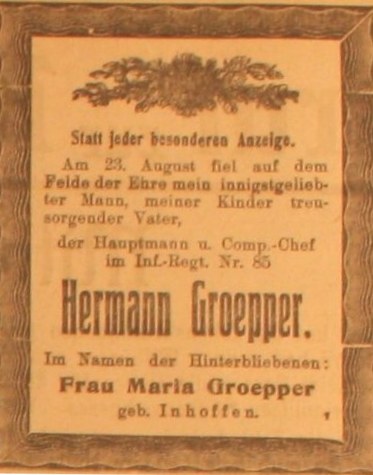 Statt jeder besonderen Anzeige.
Am 23. August fiel auf dem
Felde der Ehre mein innigstgelieb-
ter Mann, meiner Kinder treu-
sorgender Vater,
der Hauptmann u. Comp.-Chef
im Inf.-Regt. Nr. 85
Hermann Groepper.
Im Namen der Hinterbliebenen:
Frau Maria Groepper
geb. Inhoffen.